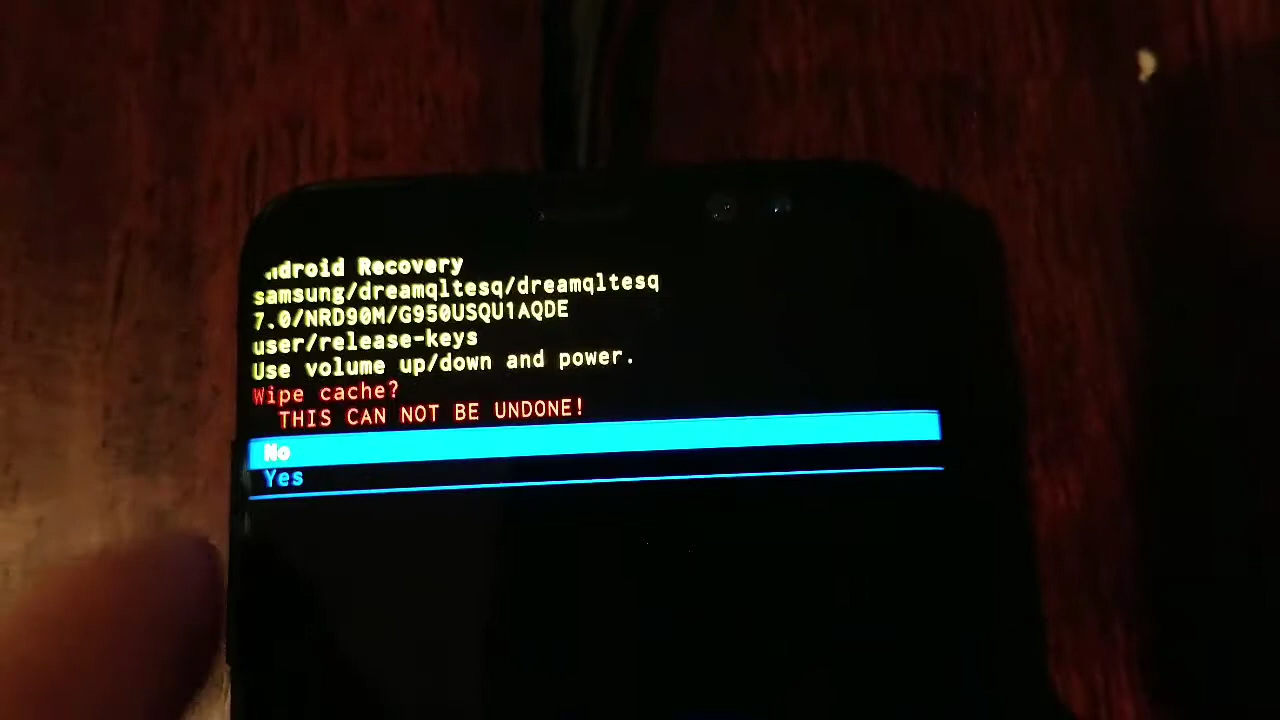 Android Recovery
samsung/dreamqltesq/dreamqltesq
7.0/NRD90M/G950USQU1AQDE
user/release-keys
Use volume up/down and power.
Wipe cache?
THIS CAN NOT BE UNDONE!
No
Yes